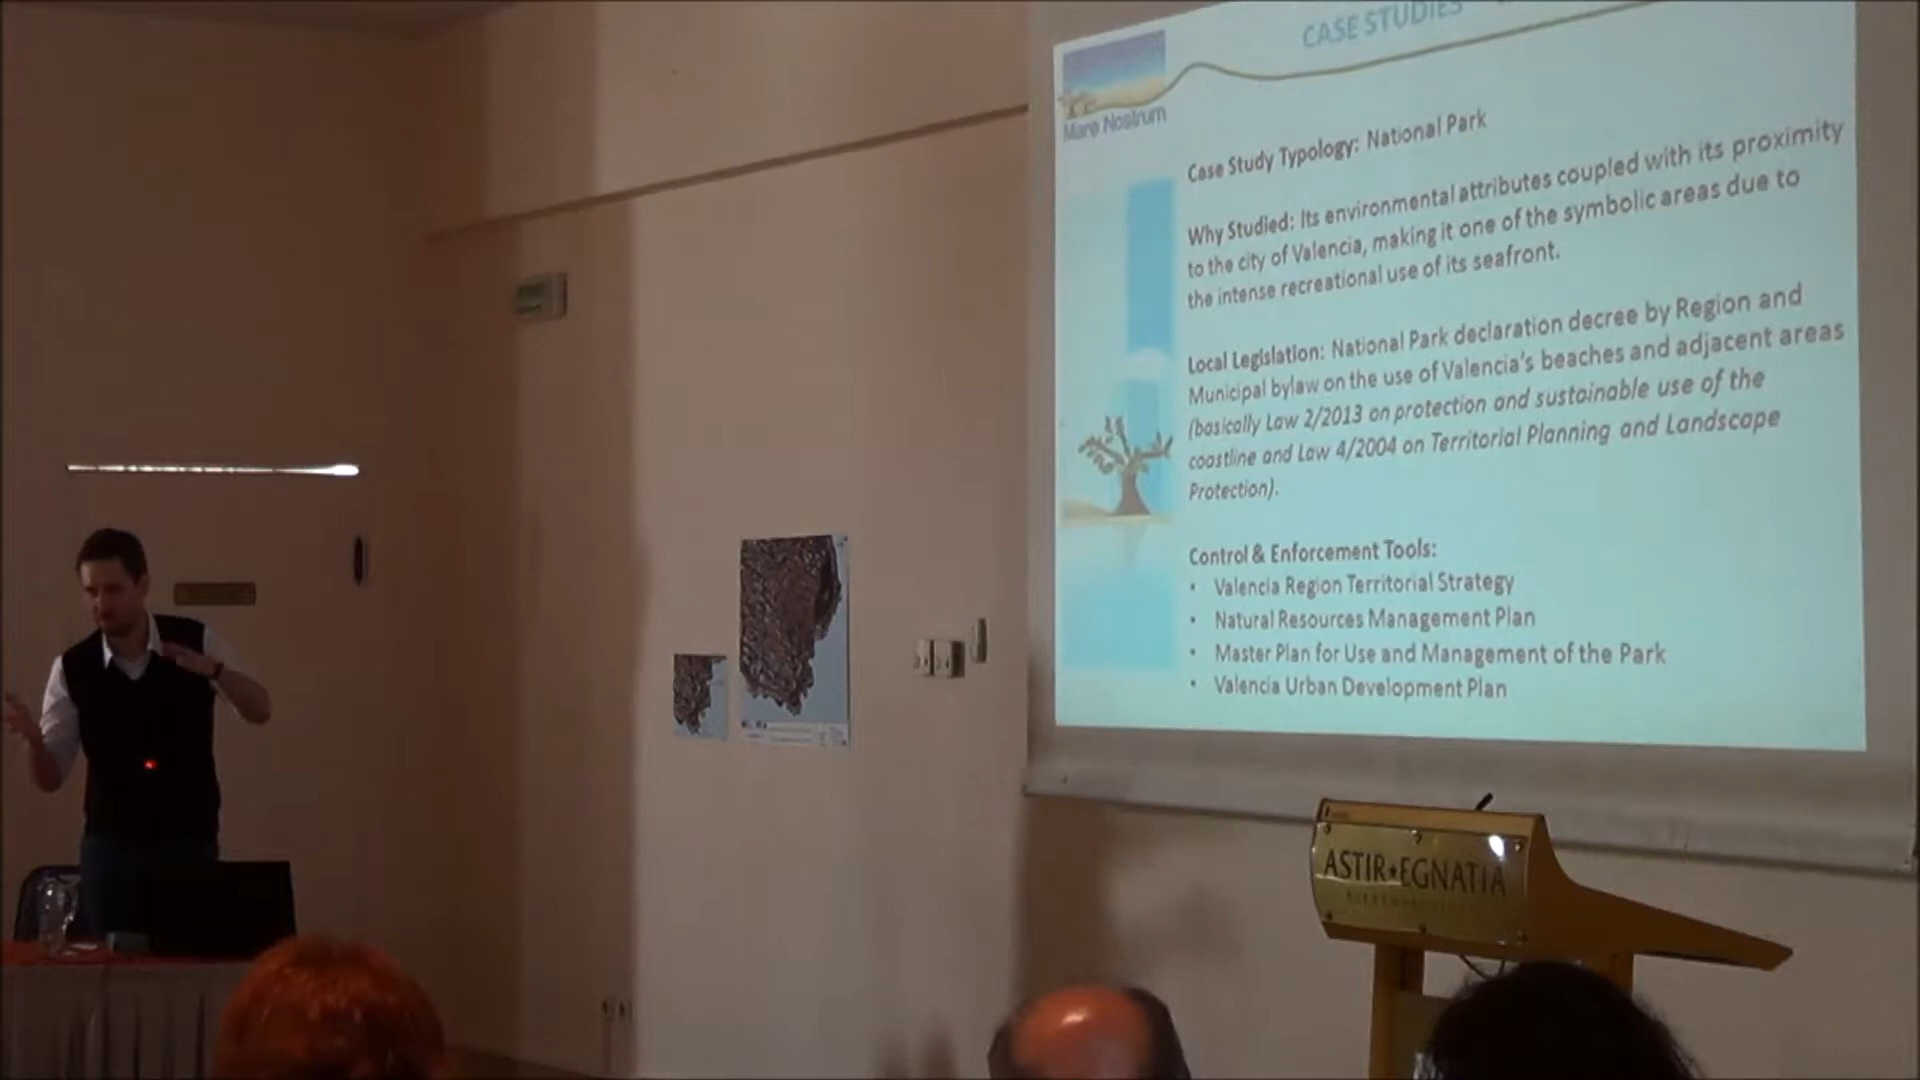 CASE STUDIES
Mare Nostrum
Case Study Typology: National Park
Why Studied: Its environmental attributes coupled with its proximity
to the city of Valencia, making it one of the symbolic areas due to
the intense recreational use of its seafront.
Local Legislation: National Park declaration decree by Region and
Municipal bylaw on the use of Valencia's beaches and adjacent areas
(basically Law 2/2013 on protection and sustainable use of the
coastline and Law 4/2004 on Territorial Planning and Landscape
Protection).
Control & Enforcement Tools:
• Valencia Region Territorial Strategy
• Natural Resources Management Plan
• Master Plan for Use and Management of the Park
• Valencia Urban Development Plan
ASTIR★EGNATIA